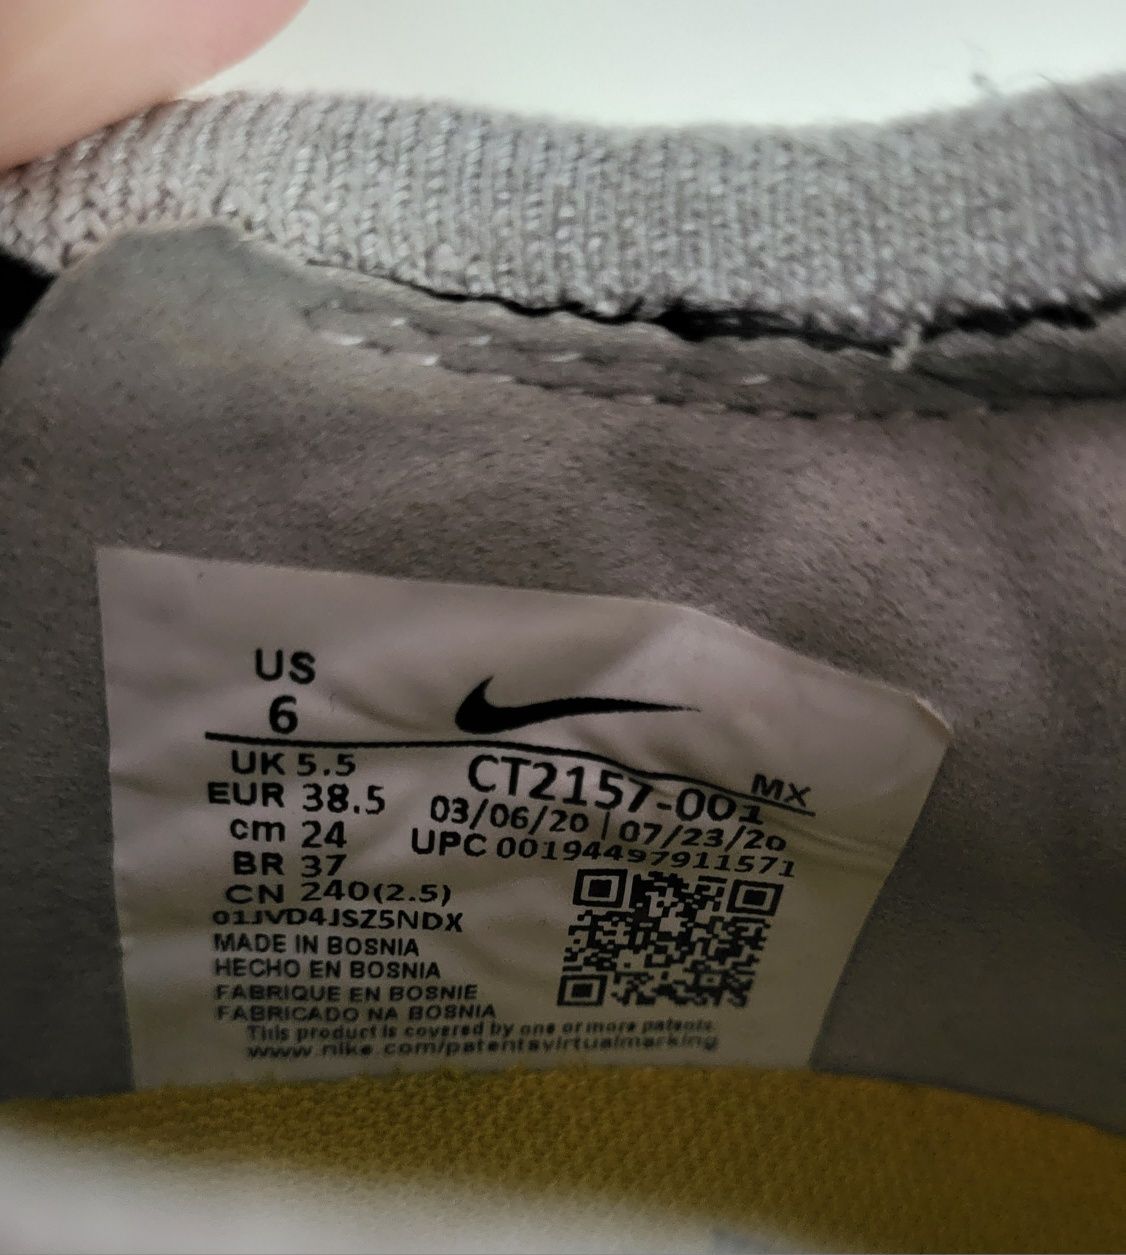 US
6
UK 5.5
EUR 38.5
cm 24
BR 37
CN 240(2.5)
01JVD4JSZ5NDX
MADE IN BOSNIA
HECHO EN BOSNIA
FABRIQUE EN BOSNIE
FABRICADO NA BOSNIA
This product is covered by one or more patents.
www.nike.com/patentsvirtualmarking
MX
CT2157-001
03/06/20 | 07/23/20
UPC 00194497911571